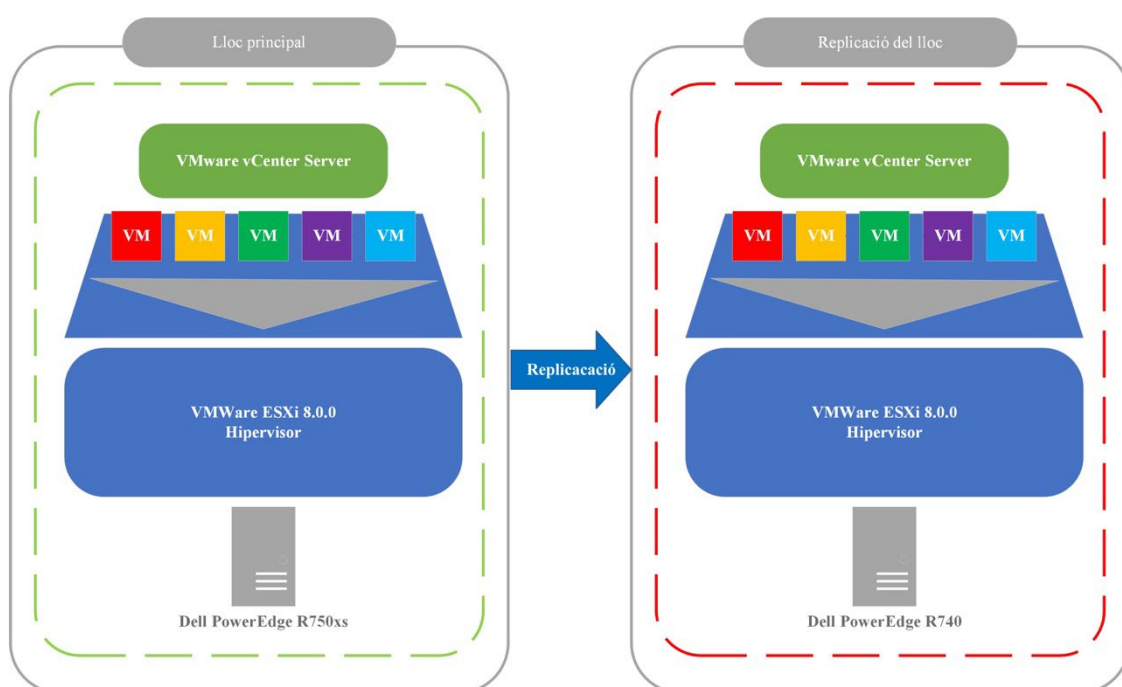 Lloc principal
Replicació del lloc
VMware vCenter Server
VM VM VM VM VM
VMWare ESXi 8.0.0
Hipervisor
Dell PowerEdge R750xs
Replicacació
VMware vCenter Server
VM VM VM VM VM
VMWare ESXi 8.0.0
Hipervisor
Dell PowerEdge R740